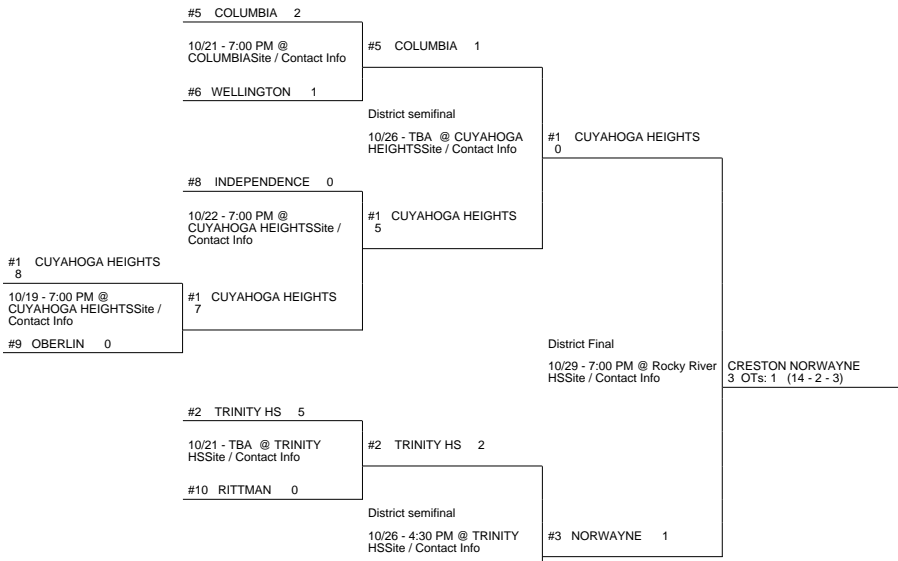 #5 COLUMBIA 2
10/21 - 7:00 PM @
COLUMBIASite / Contact Info
#6 WELLINGTON 1
#5 COLUMBIA 1
District semifinal
10/26 - TBA @ CUYAHOGA
HEIGHTSSite / Contact Info
#1 CUYAHOGA HEIGHTS
0
#8 INDEPENDENCE 0
10/22 - 7:00 PM @
CUYAHOGA HEIGHTSSite /
Contact Info
#1 CUYAHOGA HEIGHTS
5
#1 CUYAHOGA HEIGHTS
8
10/19 - 7:00 PM @
CUYAHOGA HEIGHTSSite /
Contact Info
#9 OBERLIN 0
#1 CUYAHOGA HEIGHTS
7
District Final
10/29 - 7:00 PM @ Rocky River
HSSite / Contact Info
CRESTON NORWAYNE
3 OTs: 1 (14 - 2 - 3)
#2 TRINITY HS 5
10/21 - TBA @ TRINITY
HSSite / Contact Info
#10 RITTMAN 0
#2 TRINITY HS 2
District semifinal
10/26 - 4:30 PM @ TRINITY
HSSite / Contact Info
#3 NORWAYNE 1